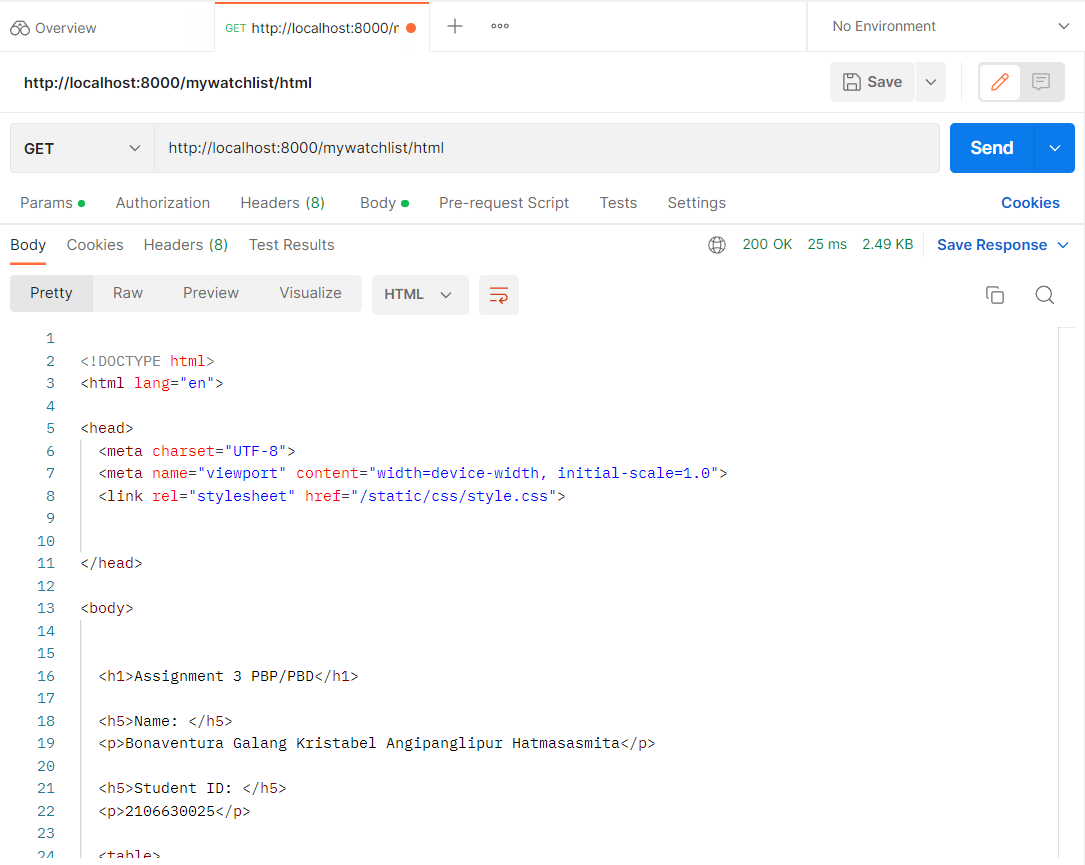 Overview
GET http://localhost:8000/r
No Environment
http://localhost:8000/mywatchlist/html
Save
GET
http://localhost:8000/mywatchlist/html
Send
Params Authorization Headers (8) Body Pre-request Script Tests Settings Cookies
Body Cookies Headers (8) Test Results 200 OK 25 ms 2.49 KB Save Response
Pretty Raw Preview Visualize HTML
1
2 <!DOCTYPE html>
3 <html lang="en">
4
5 <head>
6 <meta charset="UTF-8">
7 <meta name="viewport" content="width=device-width, initial-scale=1.0">
8 <link rel="stylesheet" href="/static/css/style.css">
9
10
11 </head>
12
13 <body>
14
15
16 <h1>Assignment 3 PBP/PBD</h1>
17
18 <h5>Name: </h5>
19 <p>Bonaventura Galang Kristabel Angipanglipur Hatmasasmita</p>
20
21 <h5>Student ID: </h5>
22 <p>2106630025</p>
23
24 <table>